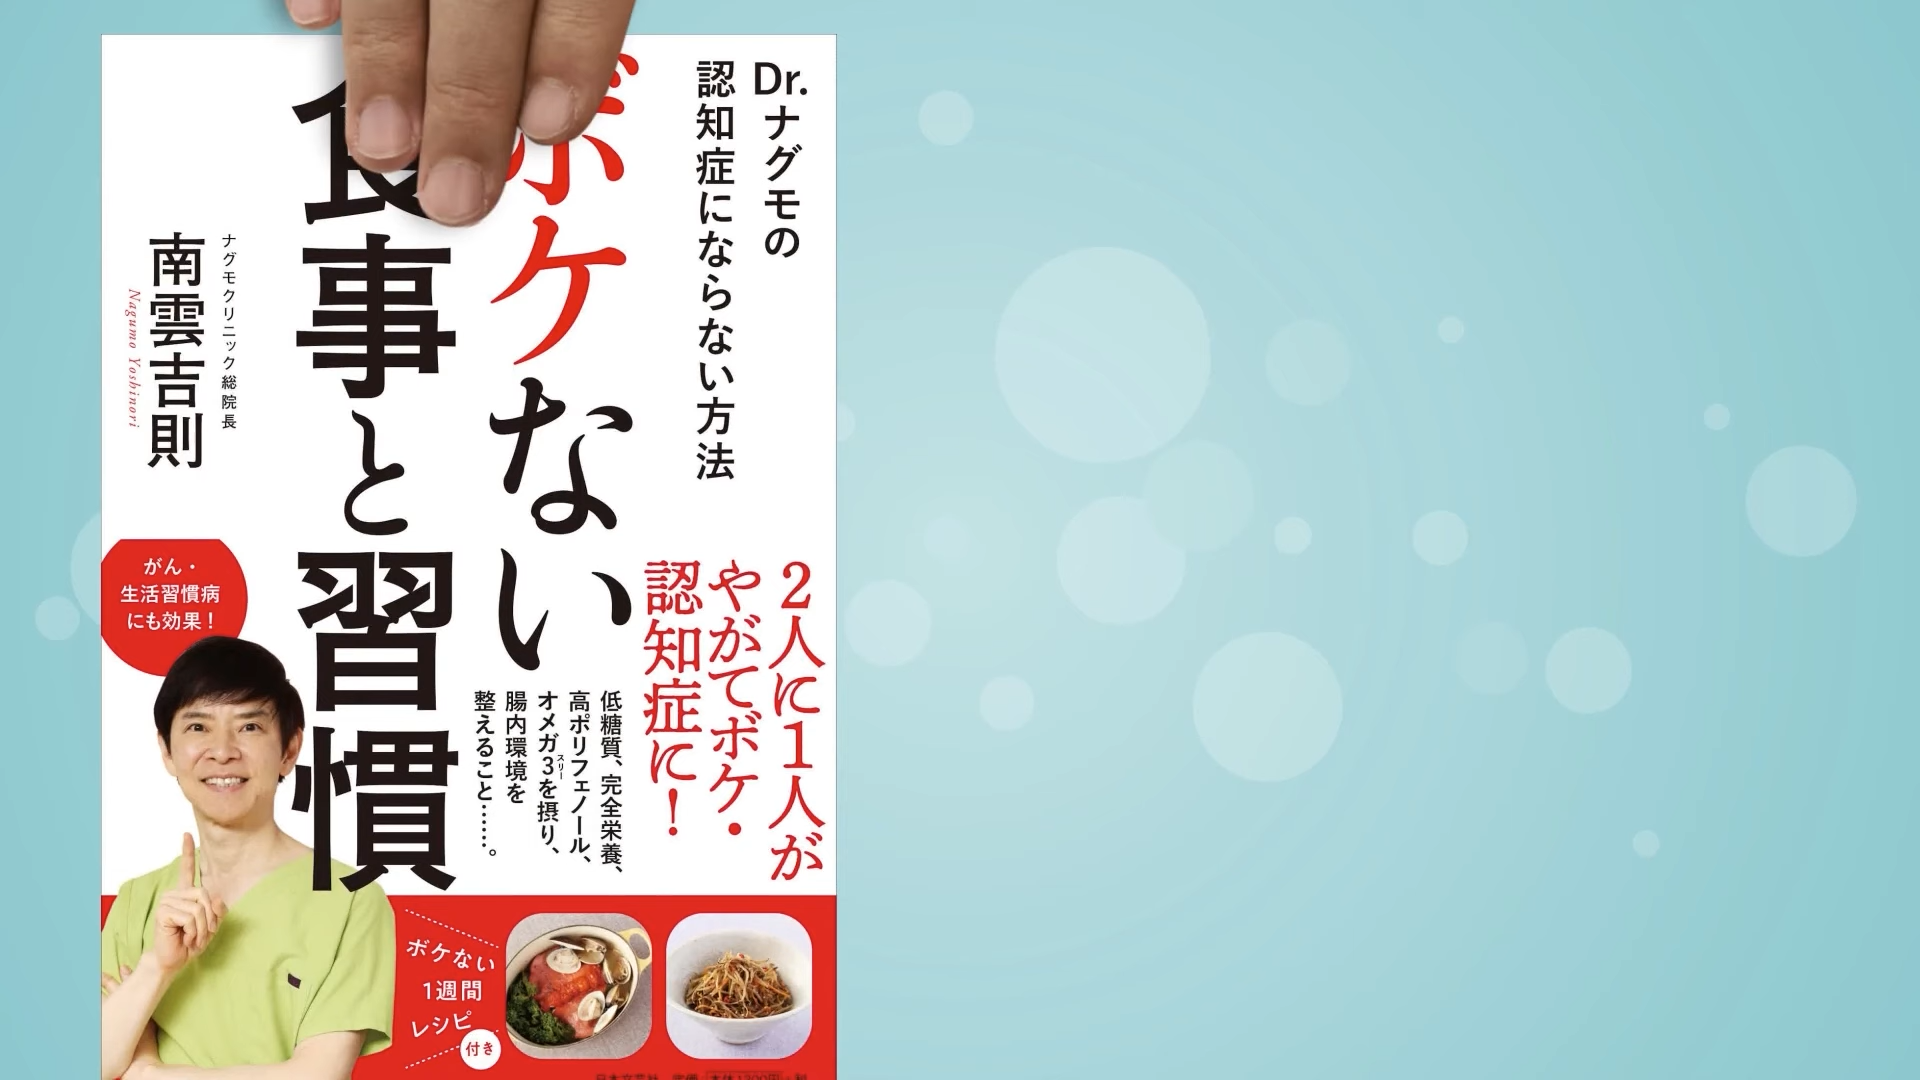 Dr.ナグモの
認知症にならない方法
ボケない
食事と習慣
ナグモクリニック総院長
南雲吉則
Nagumo Yoshinori
2人に1人が
やがてボケ・
認知症に!
低糖質、完全栄養、
高ポリフェノール、
オメガ3を摂り、
スリー
腸内環境を
整えること……。
がん・
生活習慣病
にも効果!
ボケない
1週間
レシピ
付き